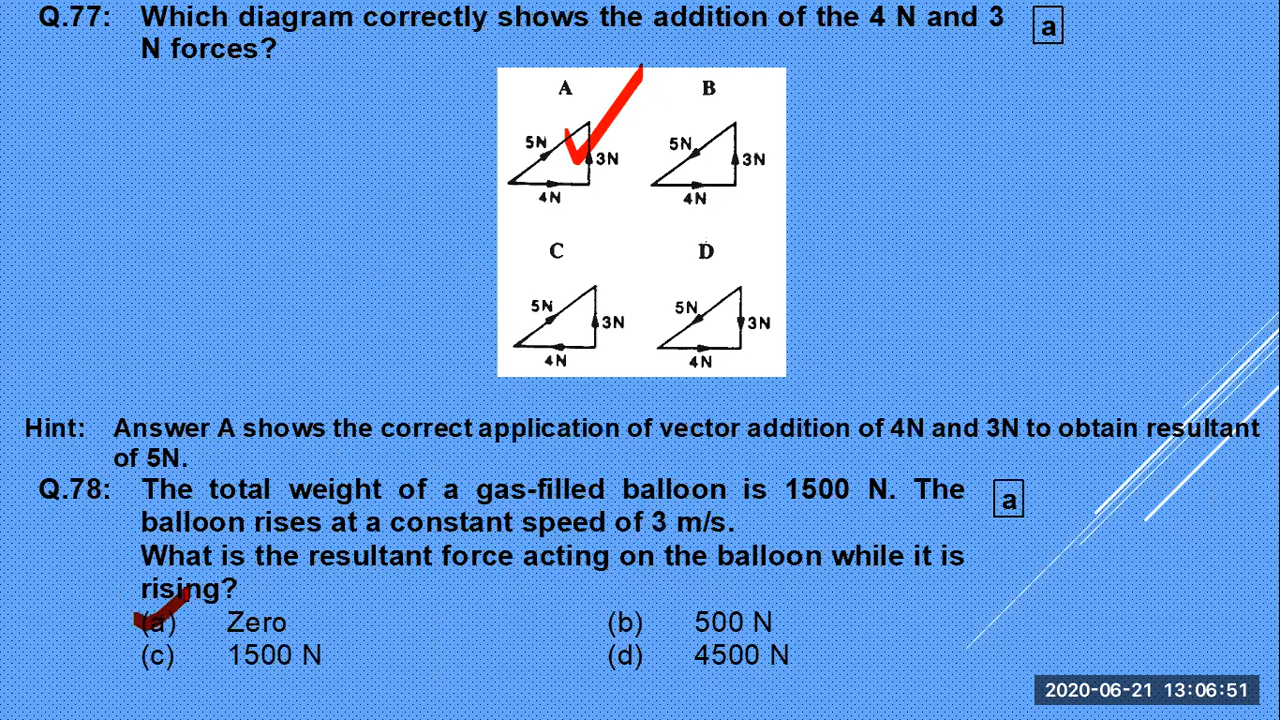 Q.77: Which diagram correctly shows the addition of the 4 N and 3 a
N forces?
A B
5N 3N 5N 3N
4N 4N
C D
5N 3N 5N 3N
4N 4N
Hint: Answer A shows the correct application of vector addition of 4N and 3N to obtain resultant
of 5N.
Q.78: The total weight of a gas-filled balloon is 1500 N. The a
balloon rises at a constant speed of 3 m/s.
What is the resultant force acting on the balloon while it is
rising?
(a) Zero (b) 500 N
(c) 1500 N (d) 4500 N
2020-06-21 13:06:51